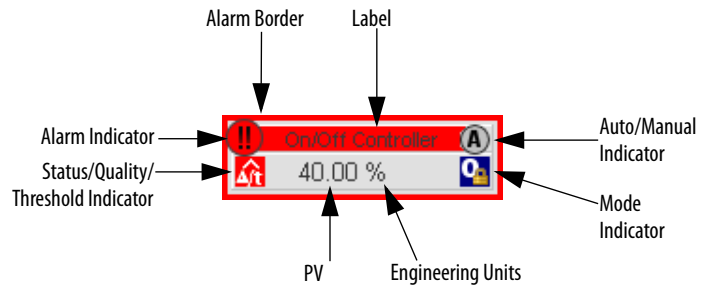 Alarm Border
Label
Alarm Indicator
!!
On/Off Controller
A
Auto/Manual
Indicator
Status/Quality/
Threshold Indicator
Δ/t
40.00 %
O
Mode
Indicator
PV
Engineering Units